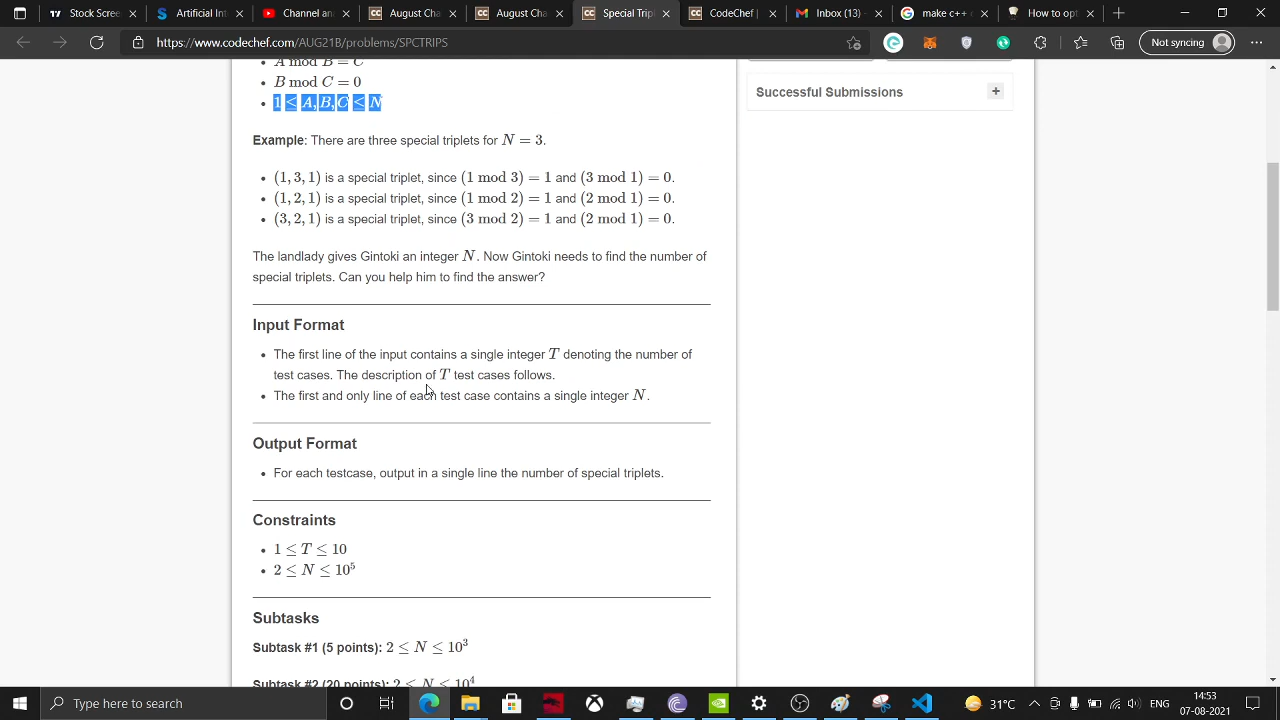 Stock Scree
Artificial Int
Channel and
August Cha
August Cha
Special Trip
CodeChef
Inbox (13)
make c++
How to opt
https://www.codechef.com/AUG21B/problems/SPCTRIPS
Not syncing
A mod B = C
B mod C = 0
1 ≤ A, B, C ≤ N
Successful Submissions
Example: There are three special triplets for N = 3.
(1, 3, 1) is a special triplet, since (1 mod 3) = 1 and (3 mod 1) = 0.
(1, 2, 1) is a special triplet, since (1 mod 2) = 1 and (2 mod 1) = 0.
(3, 2, 1) is a special triplet, since (3 mod 2) = 1 and (2 mod 1) = 0.
The landlady gives Gintoki an integer N. Now Gintoki needs to find the number of
special triplets. Can you help him to find the answer?
Input Format
The first line of the input contains a single integer T denoting the number of
test cases. The description of T test cases follows.
The first and only line of each test case contains a single integer N.
Output Format
For each testcase, output in a single line the number of special triplets.
Constraints
1 ≤ T ≤ 10
2 ≤ N ≤ 10⁵
Subtasks
Subtask #1 (5 points): 2 ≤ N ≤ 10³
Subtask #2 (20 points): 2 ≤ N ≤ 10⁴
Type here to search
31°C
ENG
14:53
07-08-2021